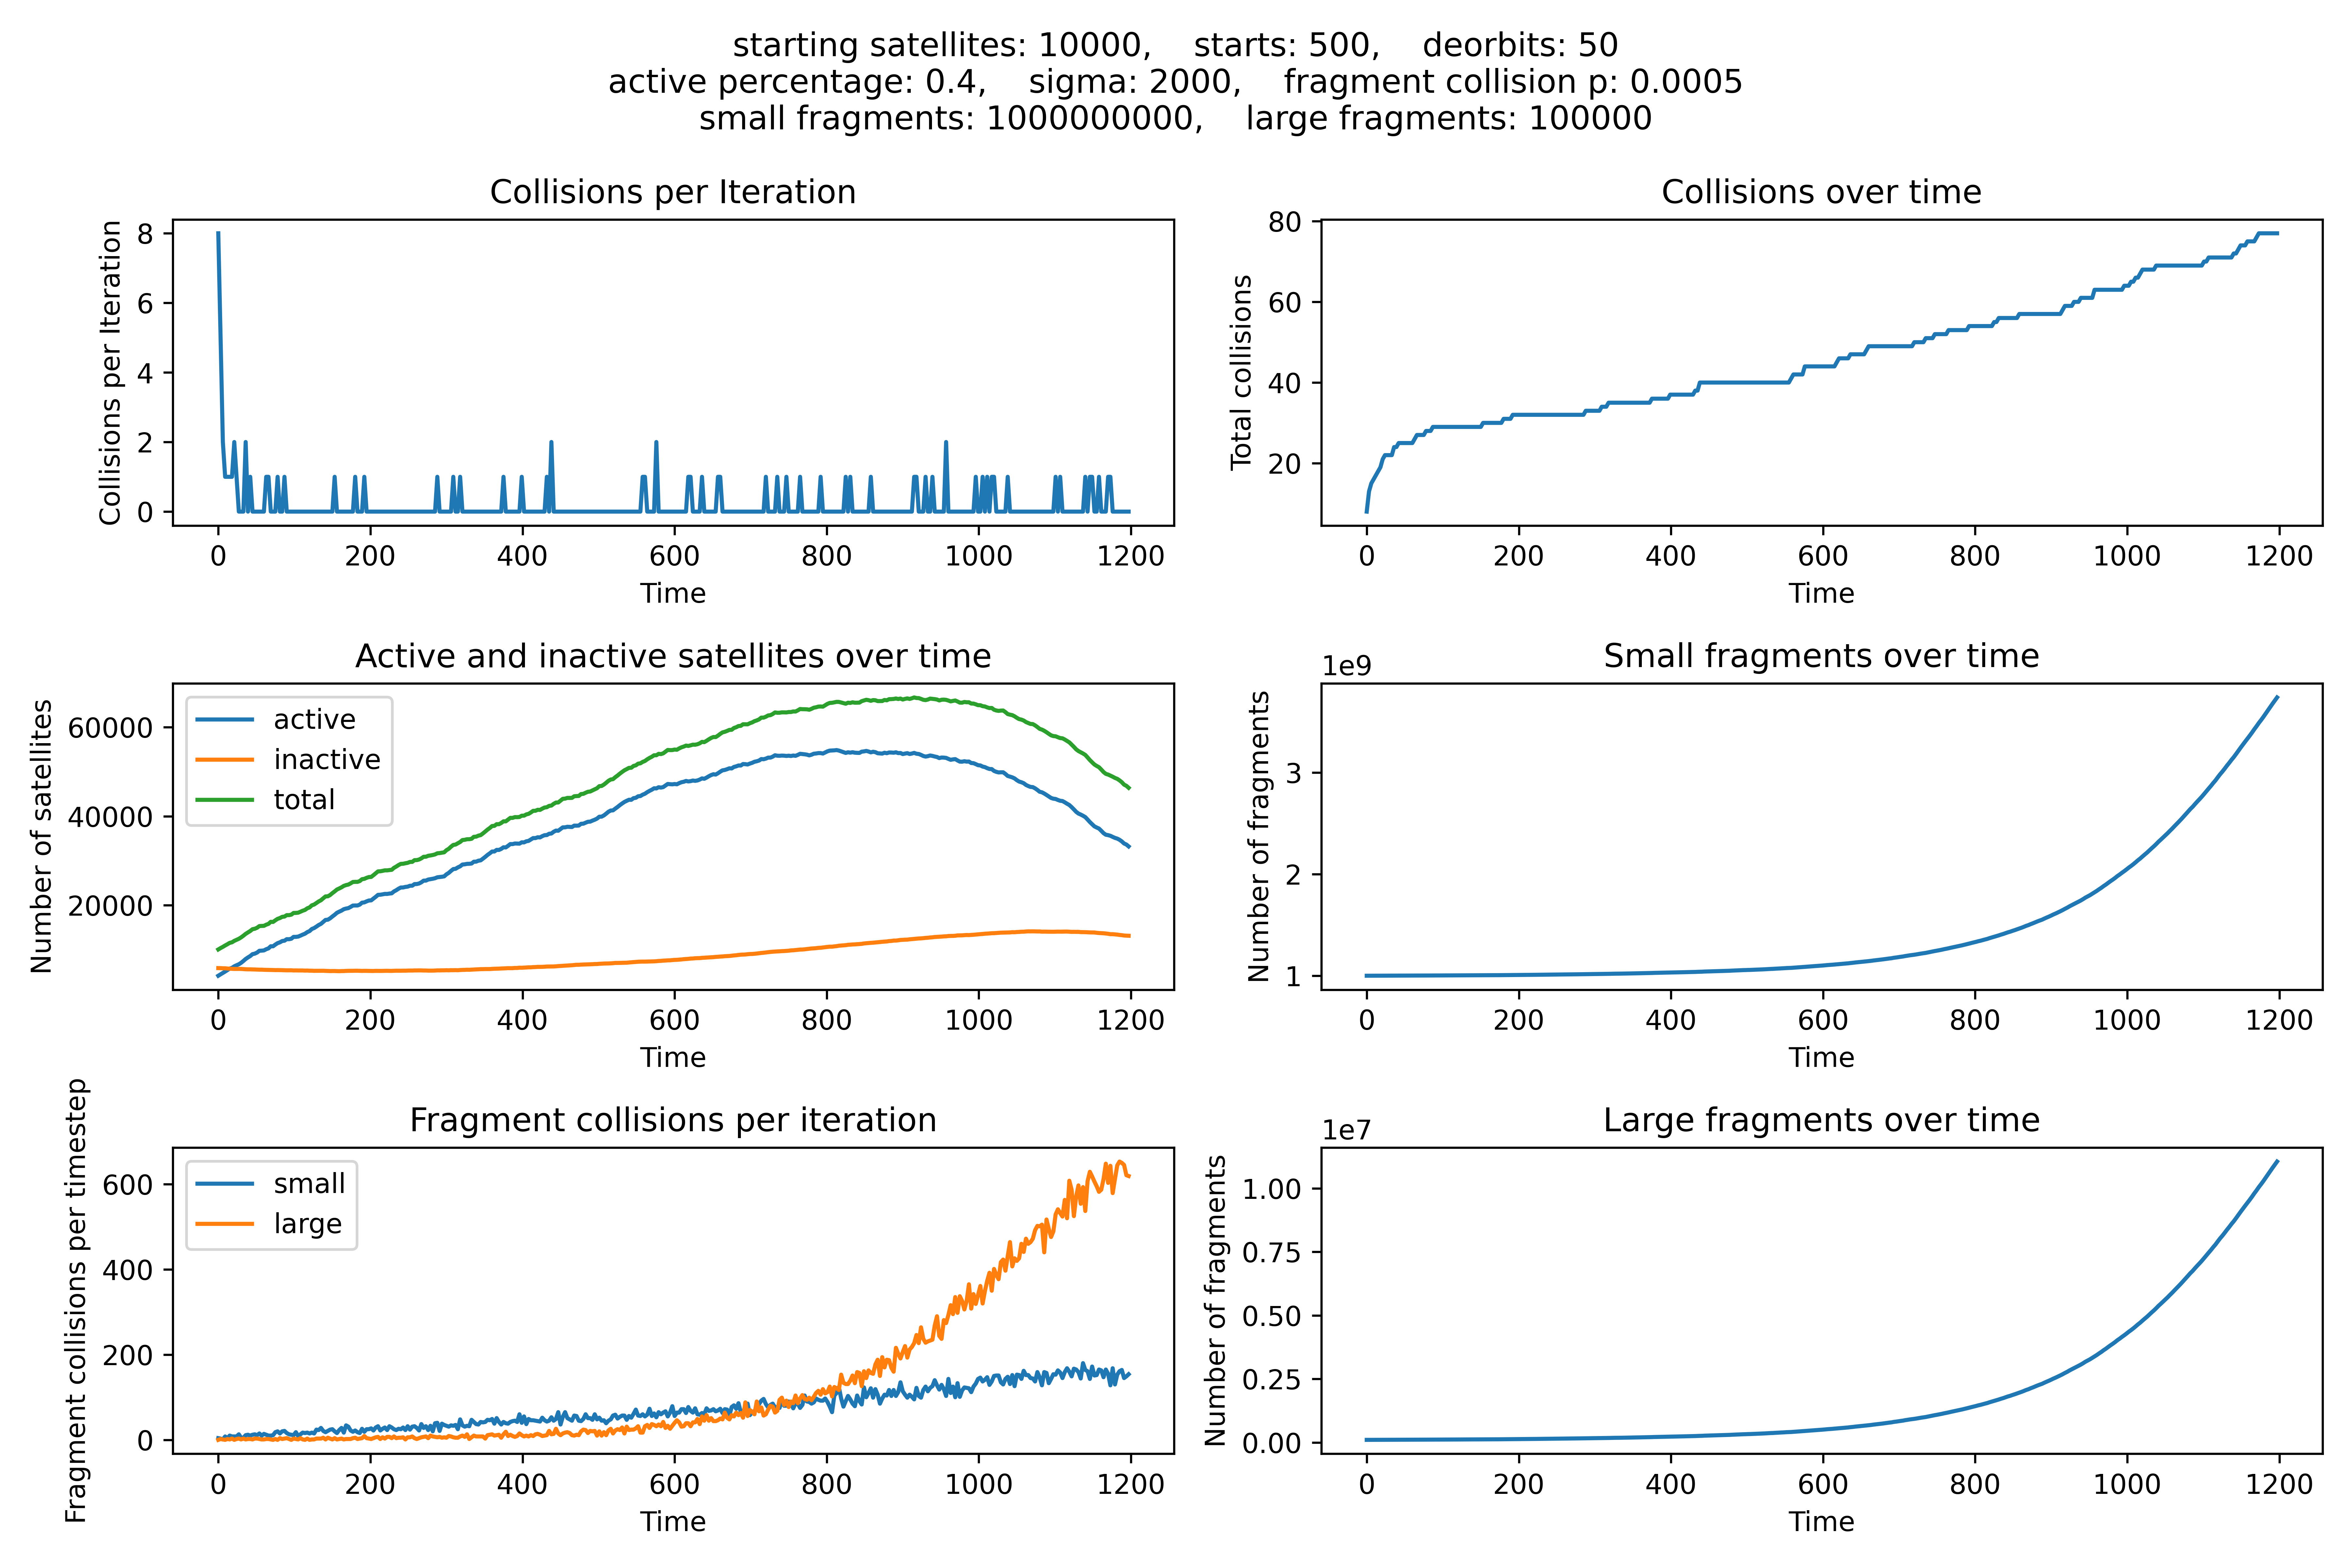 starting satellites: 10000,    starts: 500,    deorbits: 50
active percentage: 0.4,    sigma: 2000,    fragment collision p: 0.0005
small fragments: 1000000000,    large fragments: 100000
Collisions per Iteration
Collisions per Iteration
8
6
4
2
0
0 200 400 600 800 1000 1200
Time
Collisions over time
Total collisions
80
60
40
20
0 200 400 600 800 1000 1200
Time
Active and inactive satellites over time
Number of satellites
60000
40000
20000
active
inactive
total
0 200 400 600 800 1000 1200
Time
Small fragments over time
1e9
Number of fragments
3
2
1
0 200 400 600 800 1000 1200
Time
Fragment collisions per iteration
Fragment collisions per timestep
600
400
200
0
small
large
0 200 400 600 800 1000 1200
Time
Large fragments over time
1e7
Number of fragments
1.00
0.75
0.50
0.25
0.00
0 200 400 600 800 1000 1200
Time